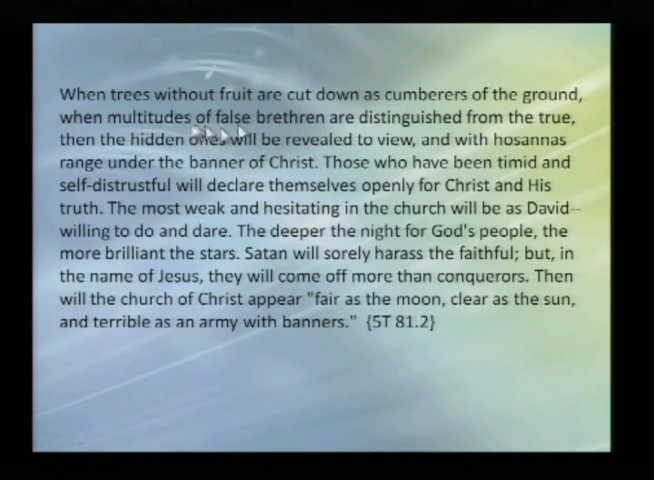 When trees without fruit are cut down as cumberers of the ground,
when multitudes of false brethren are distinguished from the true,
then the hidden ones will be revealed to view, and with hosannas
range under the banner of Christ. Those who have been timid and
self-distrustful will declare themselves openly for Christ and His
truth. The most weak and hesitating in the church will be as David--
willing to do and dare. The deeper the night for God's people, the
more brilliant the stars. Satan will sorely harass the faithful; but, in
the name of Jesus, they will come off more than conquerors. Then
will the church of Christ appear "fair as the moon, clear as the sun,
and terrible as an army with banners." {5T 81.2}